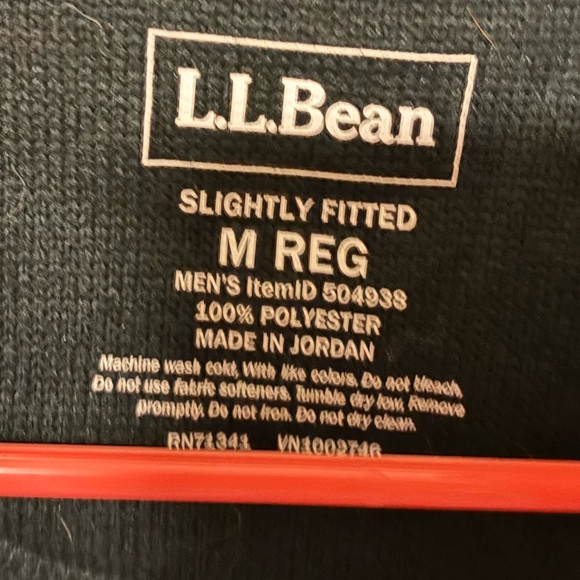 L.L.Bean
SLIGHTLY FITTED
M REG
MEN'S ItemID 504938
100% POLYESTER
MADE IN JORDAN
Machine wash cold, With like colors. Do not bleach.
Do not use fabric softeners. Tumble dry low, Remove
promptly. Do not iron. Do not dry clean.
RN71341 VN1002746